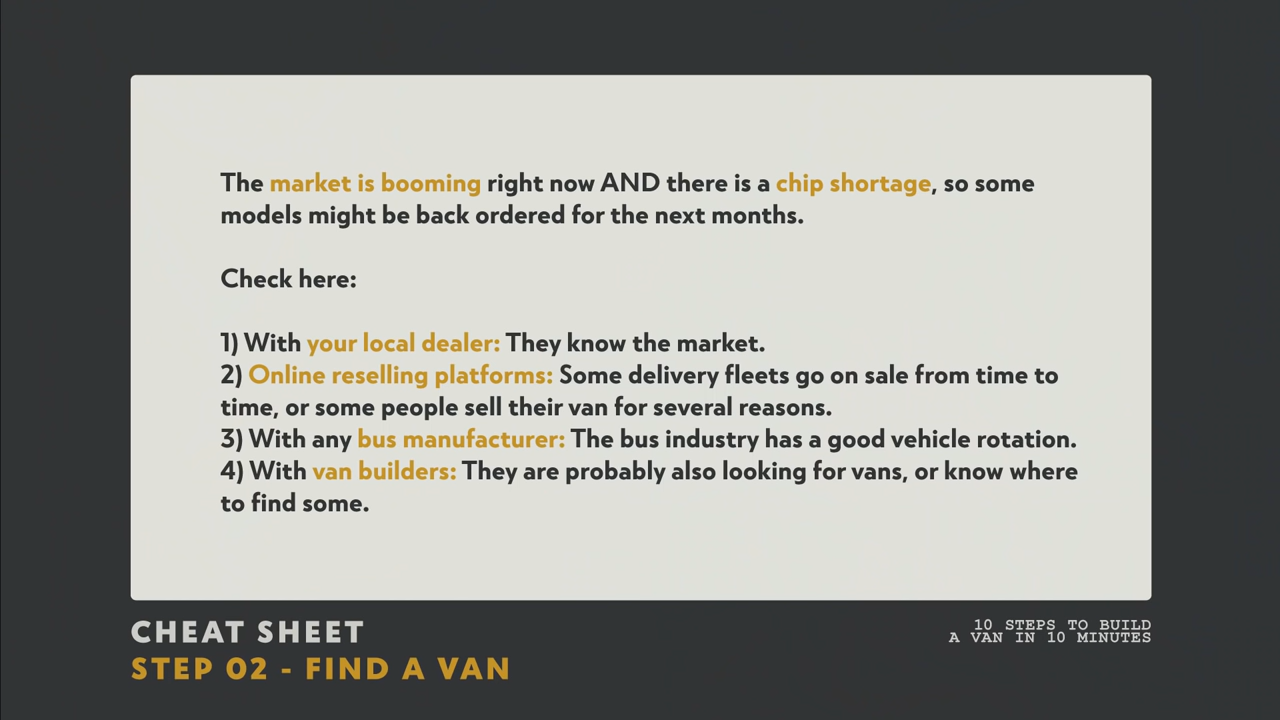 The market is booming right now AND there is a chip shortage, so some
models might be back ordered for the next months.
Check here:
1) With your local dealer: They know the market.
2) Online reselling platforms: Some delivery fleets go on sale from time to
time, or some people sell their van for several reasons.
3) With any bus manufacturer: The bus industry has a good vehicle rotation.
4) With van builders: They are probably also looking for vans, or know where
to find some.
CHEAT SHEET
STEP 02 - FIND A VAN
10 STEPS TO BUILD
A VAN IN 10 MINUTES